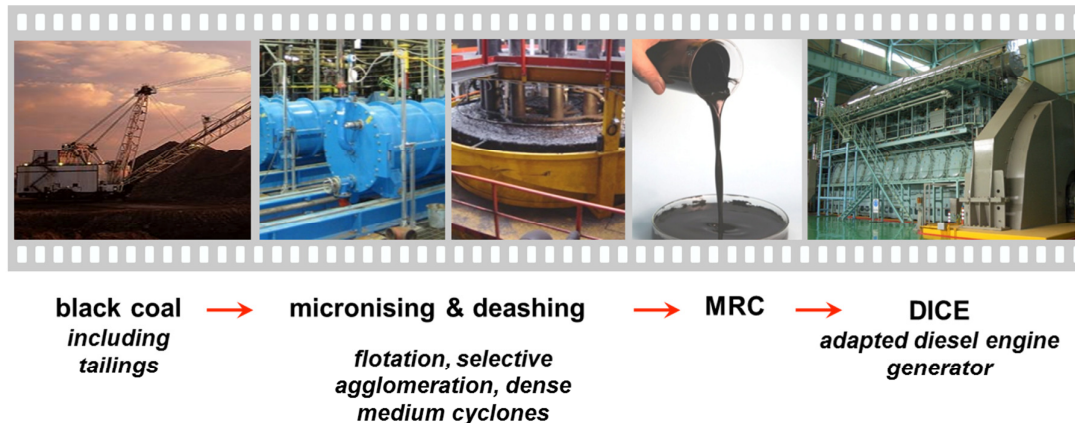 black coal
including
tailings
micronising & deashing
flotation, selective
agglomeration, dense
medium cyclones
MRC
DICE
adapted diesel engine
generator